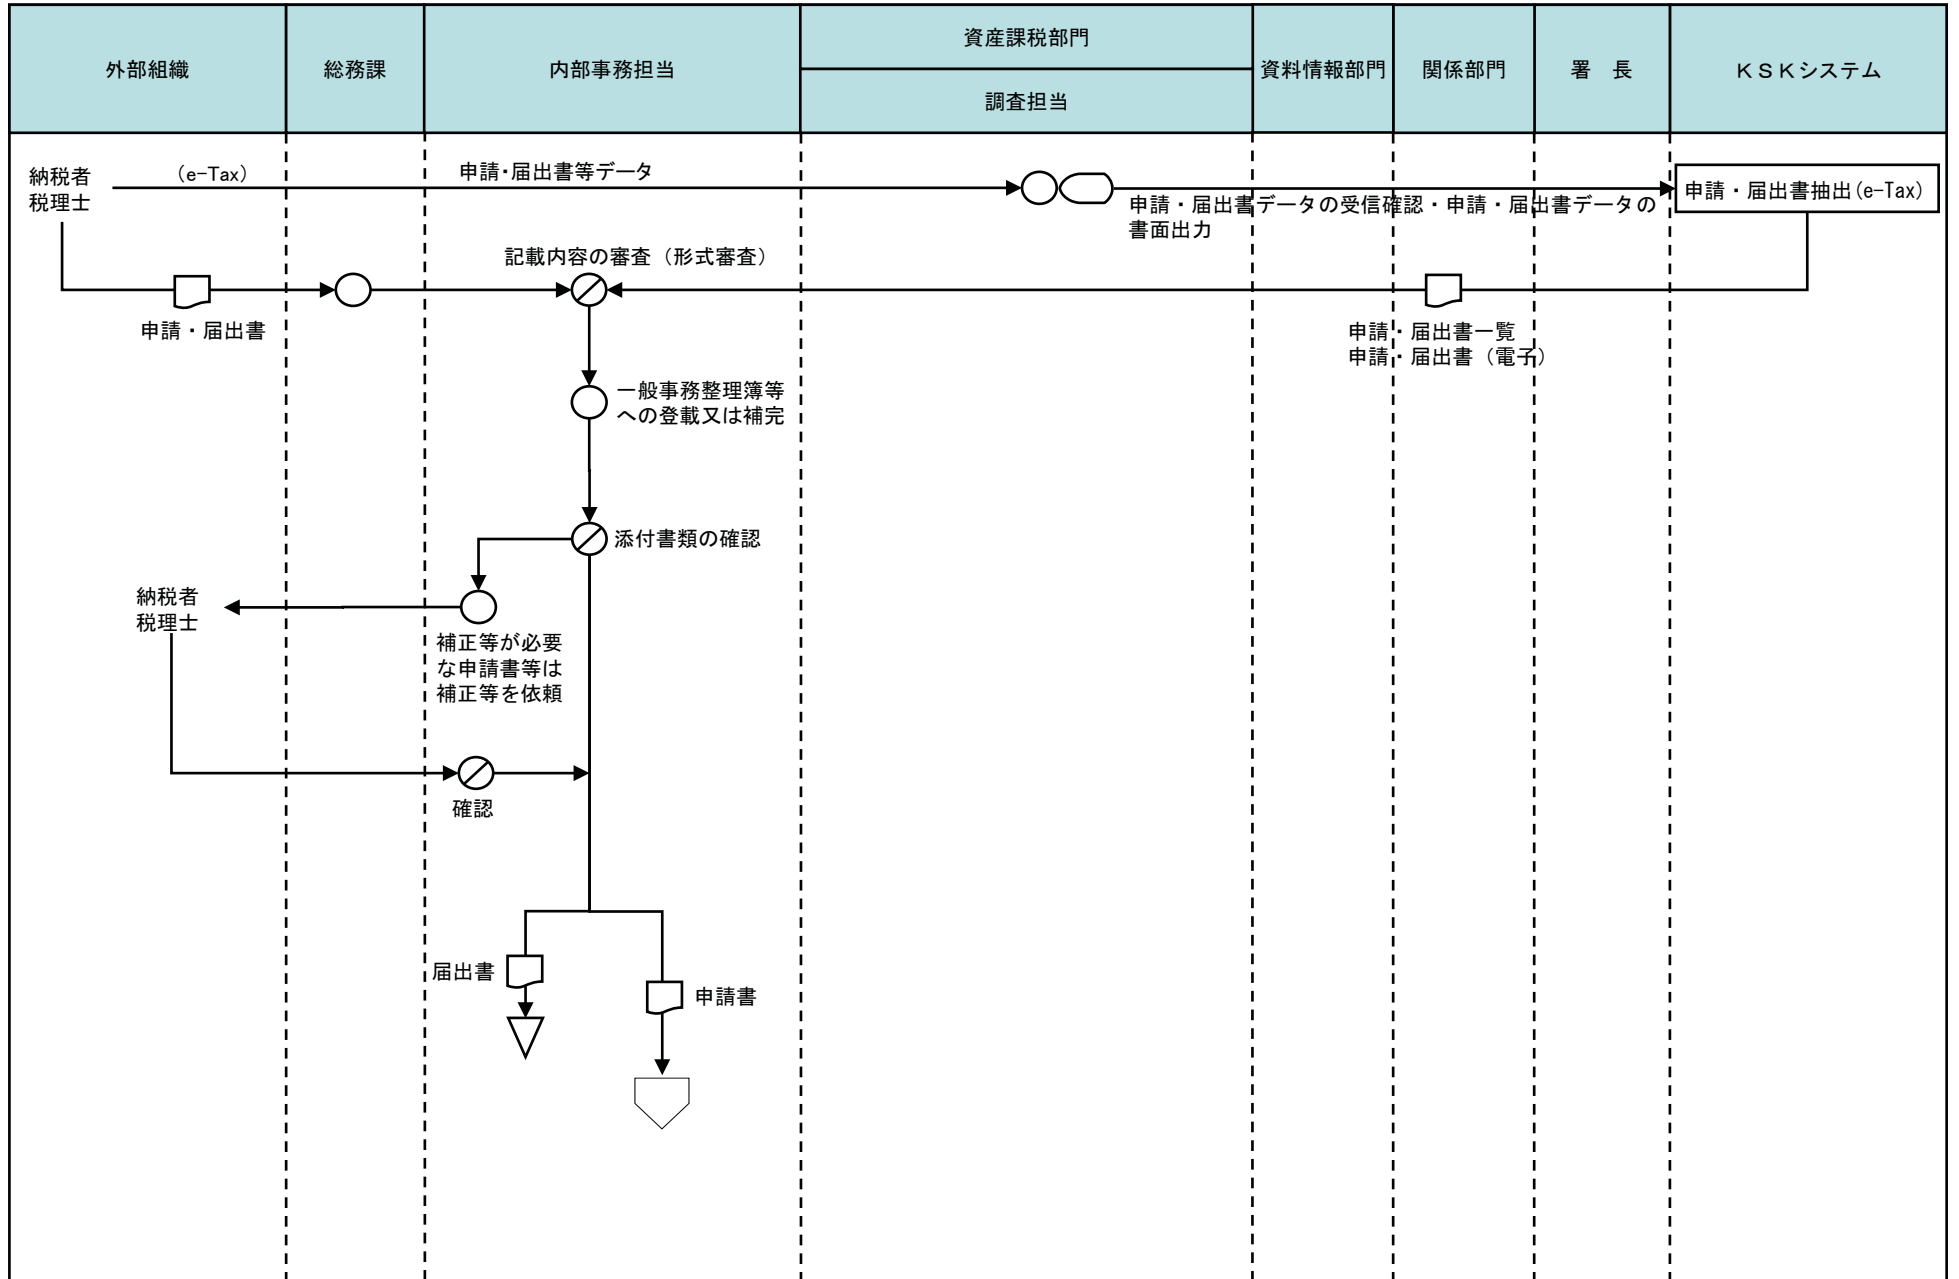 外部組織
総務課
内部事務担当
資産課税部門
調査担当
資料情報部門
関係部門
署　長
ＫＳＫシステム
納税者
税理士
（e-Tax）
申請・届出書等データ
申請・届出書データの受信確認・申請・届出書データの
書面出力
申請・届出書抽出(e-Tax)
記載内容の審査（形式審査）
申請・届出書
申請・届出書一覧
申請・届出書（電子）
一般事務整理簿等
への登載又は補完
添付書類の確認
納税者
税理士
補正等が必要
な申請書等は
補正等を依頼
確認
届出書
申請書